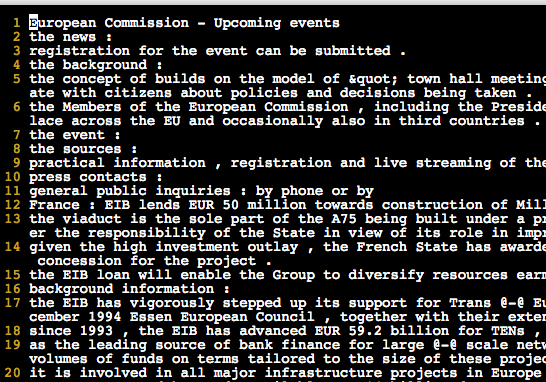 1 European Commission - Upcoming events
2 the news :
3 registration for the event can be submitted .
4 the background :
5 the concept of builds on the model of &quot; town hall meeting
ate with citizens about policies and decisions being taken .
6 the Members of the European Commission , including the Preside
lace across the EU and occasionally also in third countries .
7 the event :
8 the sources :
9 practical information , registration and live streaming of the
10 press contacts :
11 general public inquiries : by phone or by
12 France : EIB lends EUR 50 million towards construction of Mill
13 the viaduct is the sole part of the A75 being built under a pr
er the responsibility of the State in view of its role in impr
14 given the high investment outlay , the French State has awarde
concession for the project .
15 the EIB loan will enable the Group to diversify resources earm
16 background information :
17 the EIB has vigorously stepped up its support for Trans @-@ Eu
cember 1994 Essen European Council , together with their exten
18 since 1993 , the EIB has advanced EUR 59.2 billion for TENs ,
19 as the leading source of bank finance for large @-@ scale netw
volumes of funds on terms tailored to the size of these projec
20 it is involved in all major infrastructure projects in Europe